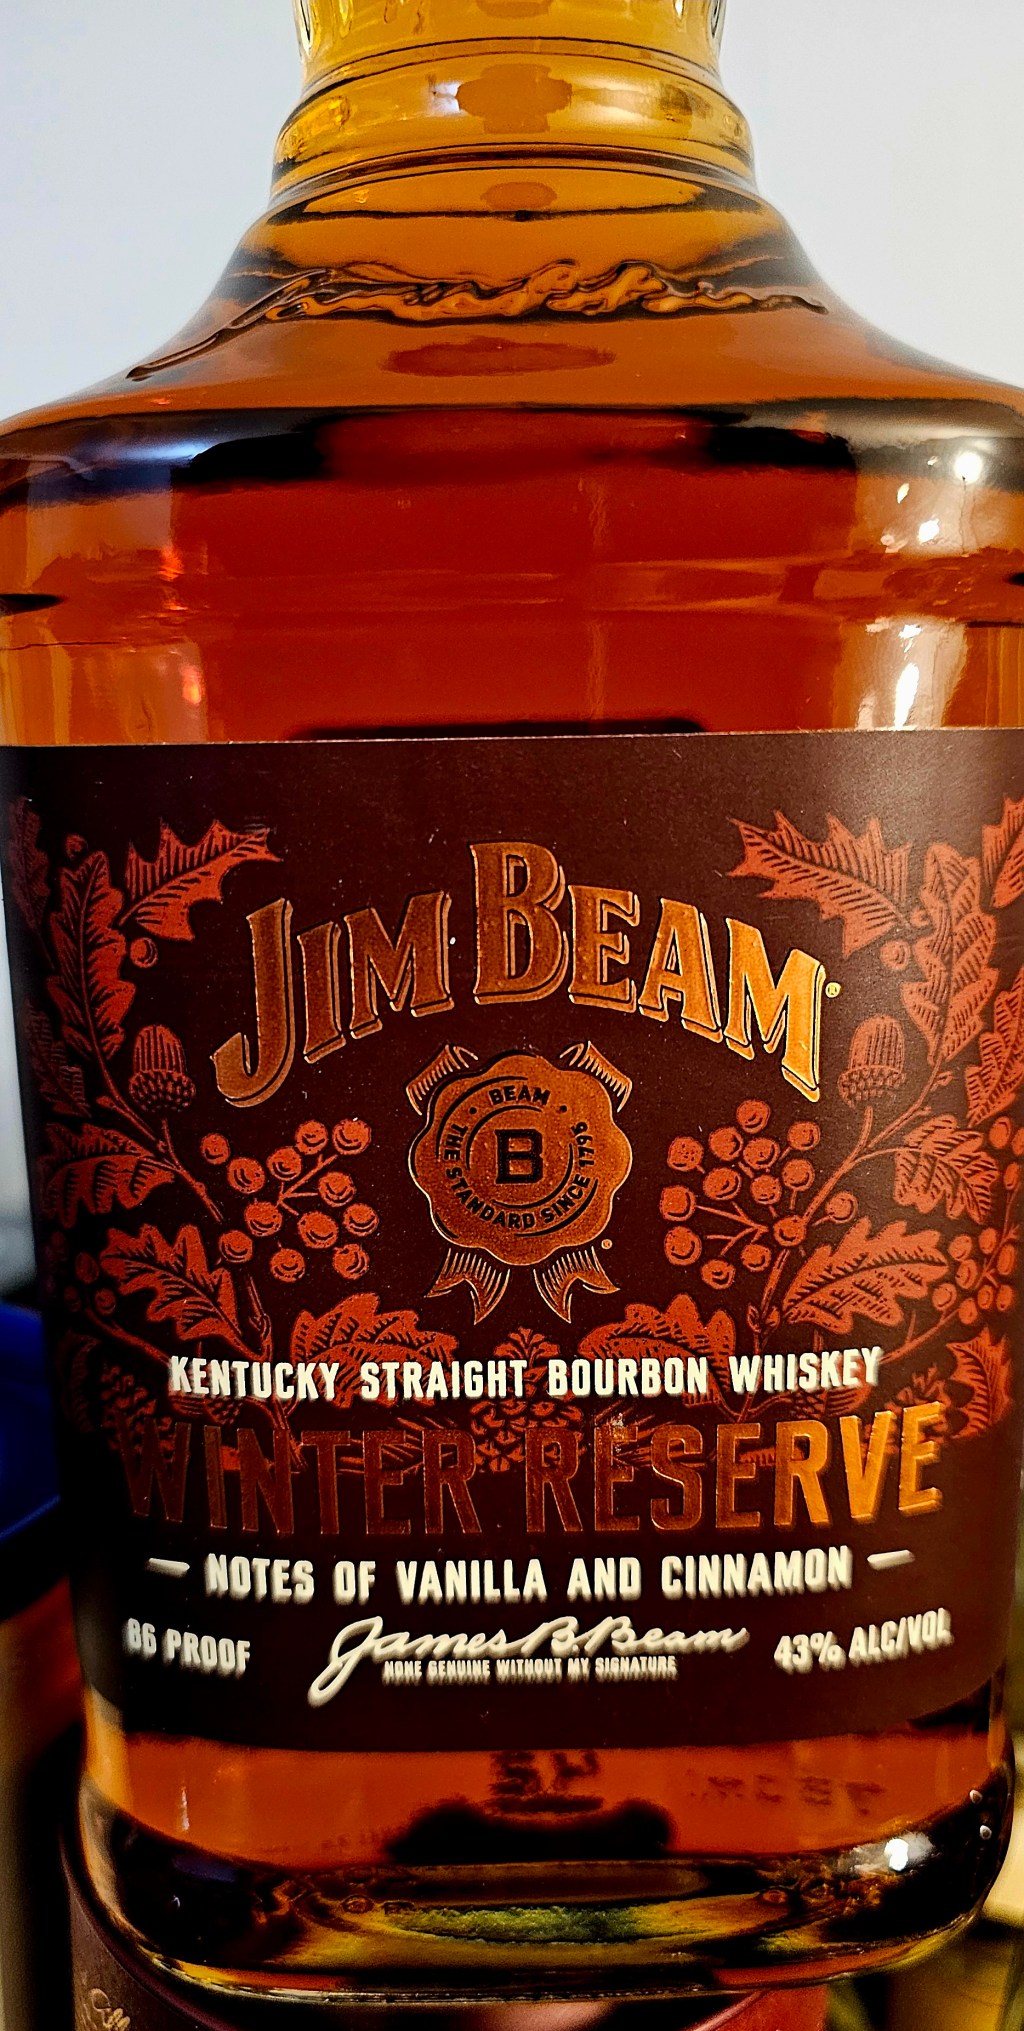 JIM BEAM®
BEAM
THE STANDARD SINCE 1795
B
KENTUCKY STRAIGHT BOURBON WHISKEY
WINTER RESERVE
NOTES OF VANILLA AND CINNAMON
86 PROOF
James B. Beam
NONE GENUINE WITHOUT MY SIGNATURE
43% ALC/VOL